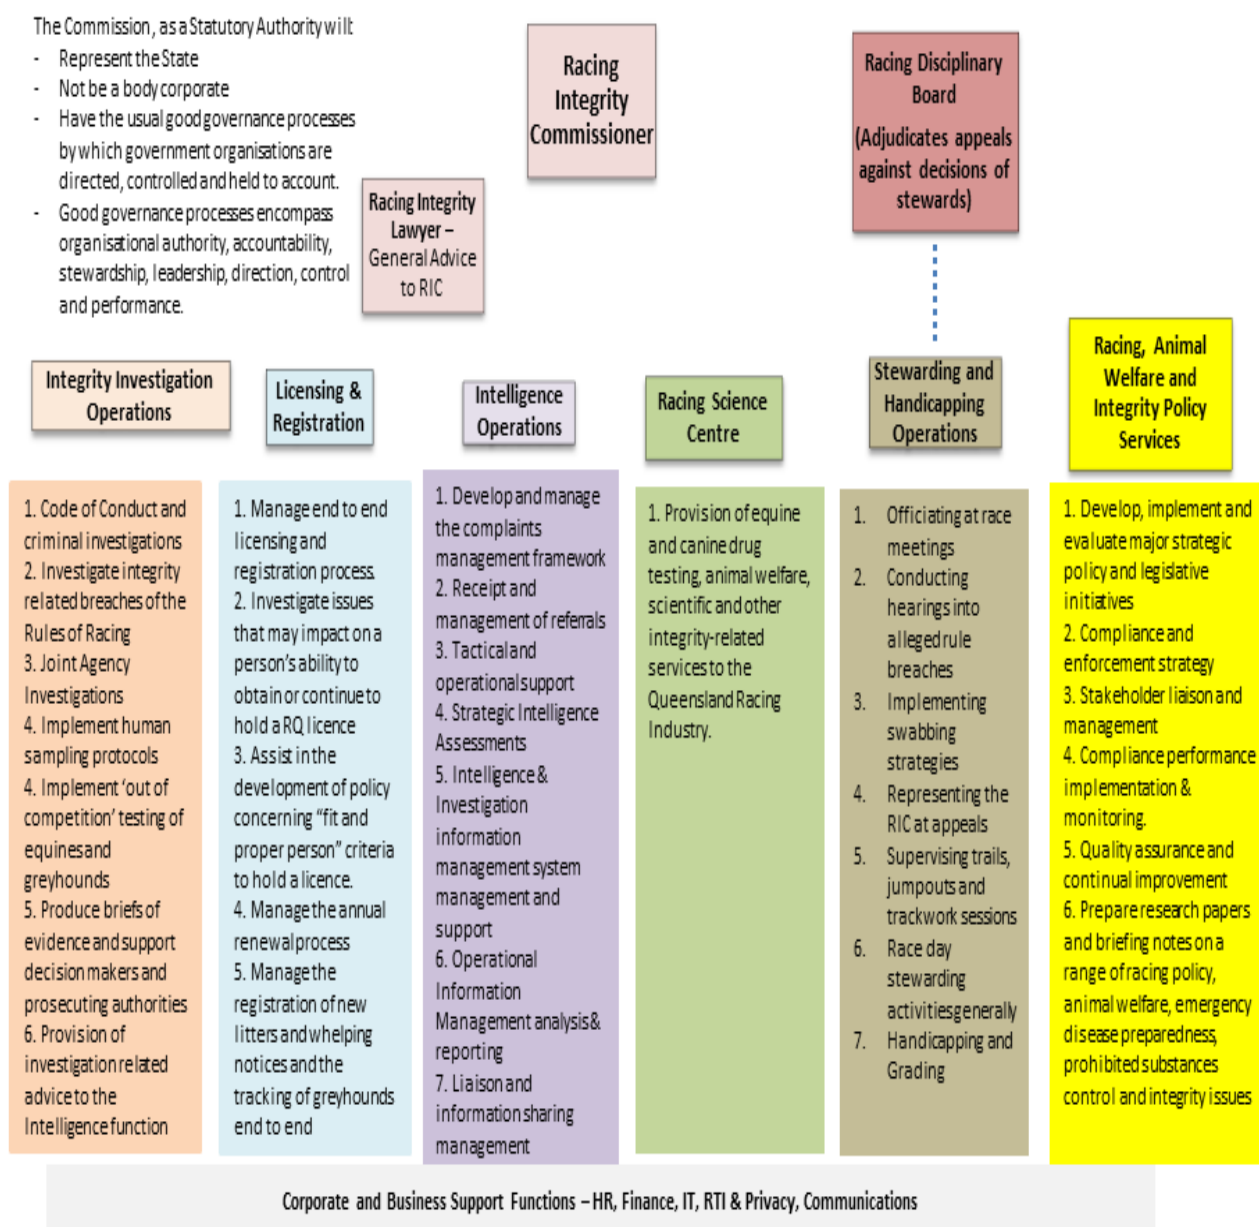 The Commission, as a Statutory Authority will:
- Represent the State
- Not be a body corporate
- Have the usual good governance processes
by which government organisations are
directed, controlled and held to account.
- Good governance processes encompass
organisational authority, accountability,
stewardship, leadership, direction, control
and performance.
Racing
Integrity
Commissioner
Racing Disciplinary
Board
(Adjudicates appeals
against decisions of
stewards)
Racing Integrity
Lawyer –
General Advice
to RIC
Integrity Investigation
Operations
Licensing &
Registration
Intelligence
Operations
Racing Science
Centre
Stewarding and
Handicapping
Operations
Racing, Animal
Welfare and
Integrity Policy
Services
1. Code of Conduct and
criminal investigations
2. Investigate integrity
related breaches of the
Rules of Racing
3. Joint Agency
Investigations
4. Implement human
sampling protocols
4. Implement ‘out of
competition’ testing of
equines and
greyhounds
5. Produce briefs of
evidence and support
decision makers and
prosecuting authorities
6. Provision of
investigation related
advice to the
Intelligence function
1. Manage end to end
licensing and
registration process.
2. Investigate issues
that may impact on a
person’s ability to
obtain or continue to
hold a RQ licence
3. Assist in the
development of policy
concerning “fit and
proper person” criteria
to hold a licence.
4. Manage the annual
renewal process
5. Manage the
registration of new
litters and whelping
notices and the
tracking of greyhounds
end to end
1. Develop and manage
the complaints
management framework
2. Receipt and
management of referrals
3. Tactical and
operational support
4. Strategic Intelligence
Assessments
5. Intelligence &
Investigation
information
management system
management and
support
6. Operational
Information
Management analysis &
reporting
7. Liaison and
information sharing
management
1. Provision of equine
and canine drug
testing, animal welfare,
scientific and other
integrity-related
services to the
Queensland Racing
Industry.
1. Officiating at race
meetings
2. Conducting
hearings into
alleged rule
breaches
3. Implementing
swabbing
strategies
4. Representing the
RIC at appeals
5. Supervising trails,
jumpouts and
trackwork sessions
6. Race day
stewarding
activities generally
7. Handicapping and
Grading
1. Develop, implement and
evaluate major strategic
policy and legislative
initiatives
2. Compliance and
enforcement strategy
3. Stakeholder liaison and
management
4. Compliance performance
implementation &
monitoring.
5. Quality assurance and
continual improvement
6. Prepare research papers
and briefing notes on a
range of racing policy,
animal welfare, emergency
disease preparedness,
prohibited substances
control and integrity issues
Corporate and Business Support Functions – HR, Finance, IT, RTI & Privacy, Communications